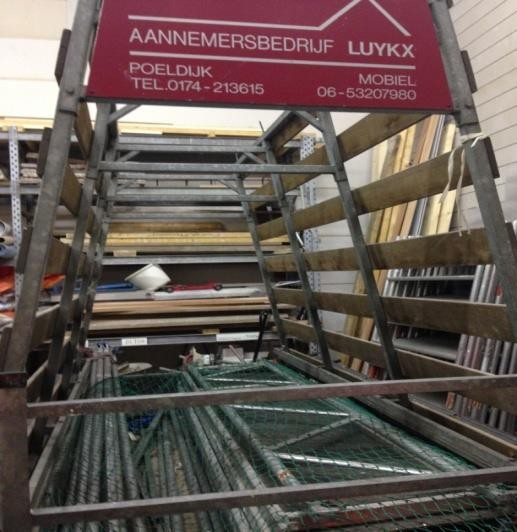 AANNEMERSBEDRIJF LUYKX
POELDIJK MOBIEL
TEL.0174-213615 06-53207980